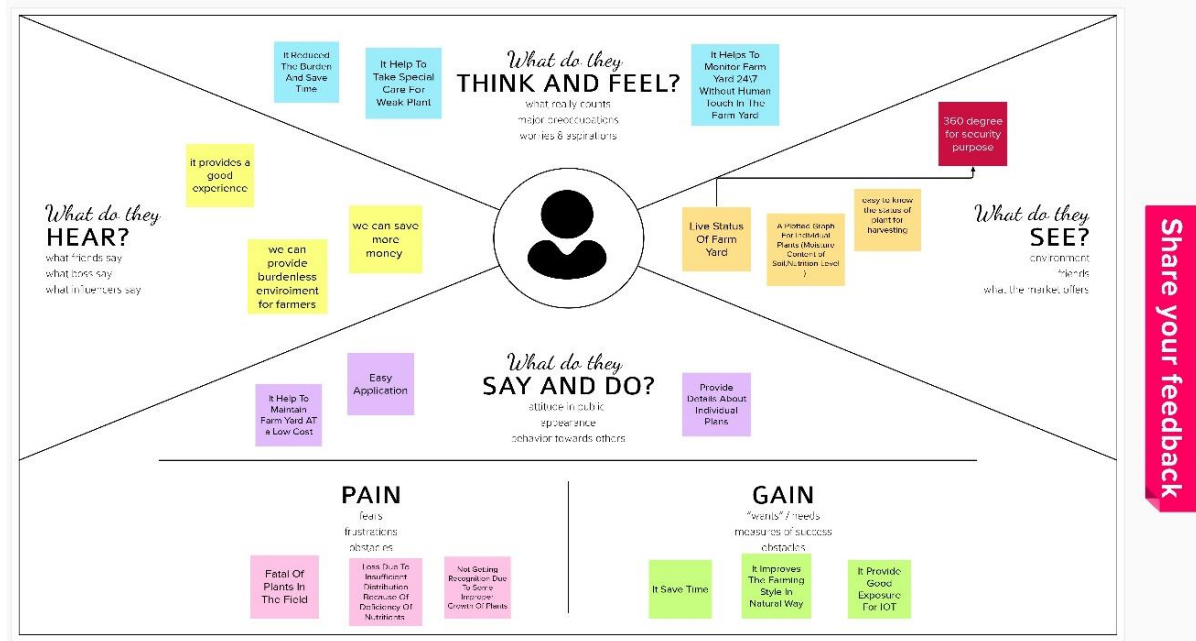 What do they
THINK AND FEEL?
what really counts
major preoccupations
worries & aspirations
It Reduced
The Burden
And Save
Time
It Help To
Take Special
Care For
Weak Plant
It Helps To
Monitor Farm
Yard 24\7
Without Human
Touch In The
Farm Yard
What do they
HEAR?
what friends say
what boss say
what influencers say
it provides a
good
experience
we can save
more
money
we can
provide
burdenless
enviroiment
for farmers
360 degree
for security
purpose
Live Status
Of Farm
Yard
A Plotted Graph
For Individual
Plants (Moisture
Content of
Soil,Nutrition Level
)
easy to know
the status of
plant for
harvesting
What do they
SEE?
environment
friends
what the market offers
What do they
SAY AND DO?
attitude in public
appearance
behavior towards others
It Help To
Maintain
Farm Yard AT
a Low Cost
Easy
Application
Provide
Details About
Individual
Plans
PAIN
fears
frustrations
obstacles
Fatal Of
Plants In
The Field
Loss Due To
Insufficient
Distribution
Because Of
Deficiency Of
Nutritients
Not Getting
Recognition Due
To Some
Improper
Growth Of Plants
GAIN
"wants" / needs
measures of success
obstacles
It Save Time
It Improves
The Farming
Style In
Natural Way
It Provide
Good
Exposure
For IOT
Share your feedback